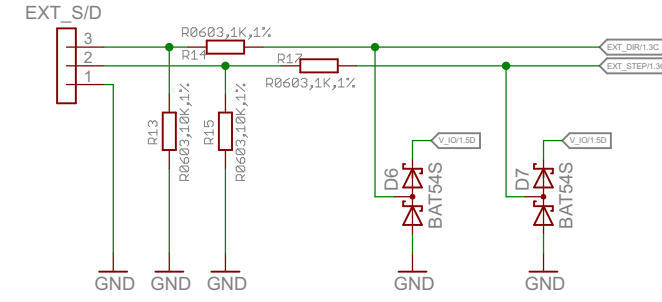 EXT_S/D
R0603,1K,1%
3
R14
EXT_DIR/1.3C
2
R17
EXT_STEP/1.3C
1
R0603,1K,1%
R13
R0603,10K,1%
R15
R0603,10K,1%
V_IO/1.5D
V_IO/1.5D
D6
BAT54S
D7
BAT54S
GND
GND
GND
GND
GND